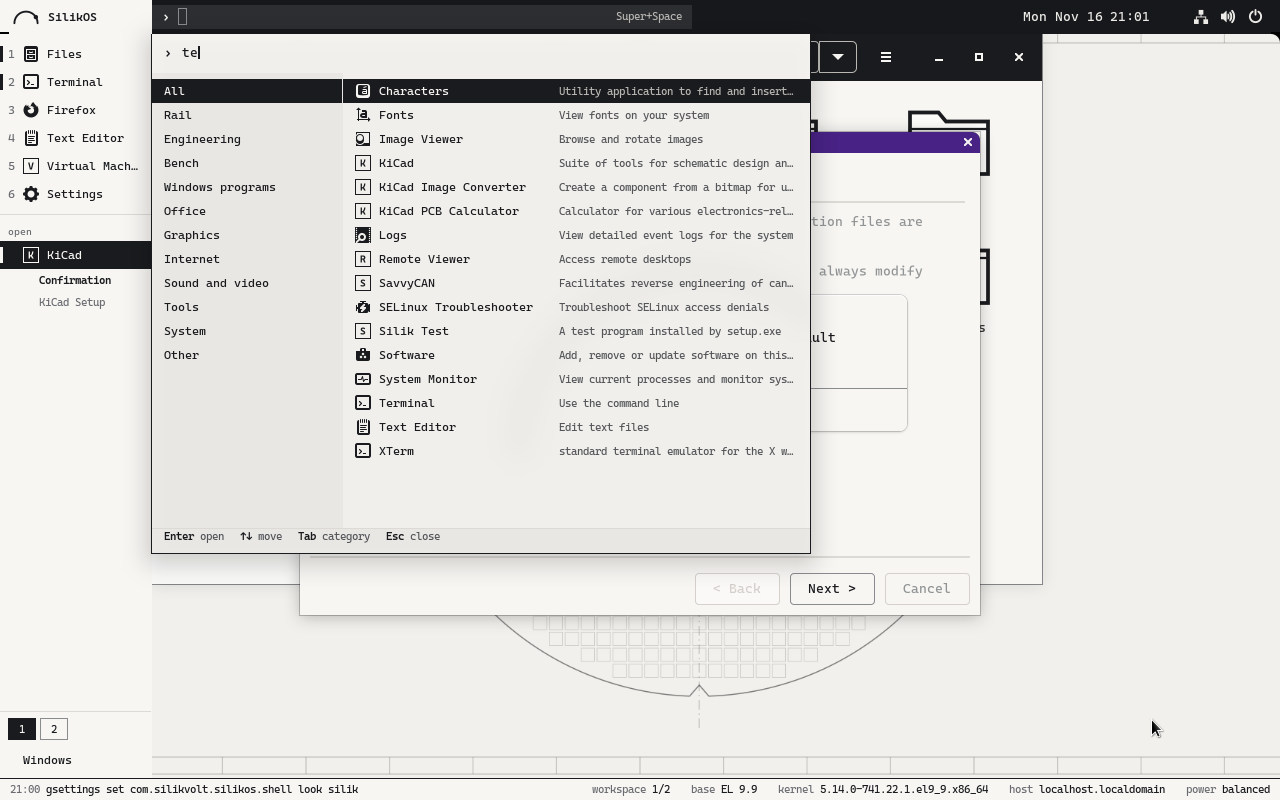 SilikOS
› Super+Space
Mon Nov 16 21:01
1 Files
2 Terminal
3 Firefox
4 Text Editor
5 V Virtual Mach…
6 Settings
open
K KiCad
Confirmation
KiCad Setup
› te
All
Rail
Engineering
Bench
Windows programs
Office
Graphics
Internet
Sound and video
Tools
System
Other
Characters Utility application to find and insert…
Fonts View fonts on your system
Image Viewer Browse and rotate images
K KiCad Suite of tools for schematic design an…
K KiCad Image Converter Create a component from a bitmap for u…
K KiCad PCB Calculator Calculator for various electronics-rel…
Logs View detailed event logs for the system
R Remote Viewer Access remote desktops
S SavvyCAN Facilitates reverse engineering of can…
SELinux Troubleshooter Troubleshoot SELinux access denials
S Silik Test A test program installed by setup.exe
Software Add, remove or update software on this…
System Monitor View current processes and monitor sys…
Terminal Use the command line
Text Editor Edit text files
XTerm standard terminal emulator for the X w…
Enter open ↑↓ move Tab category Esc close
tion files are
always modify
ult
s
< Back Next > Cancel
1 2
Windows
21:00 gsettings set com.silikvolt.silikos.shell look silik
workspace 1/2 base EL 9.9 kernel 5.14.0-741.22.1.el9_9.x86_64 host localhost.localdomain power balanced